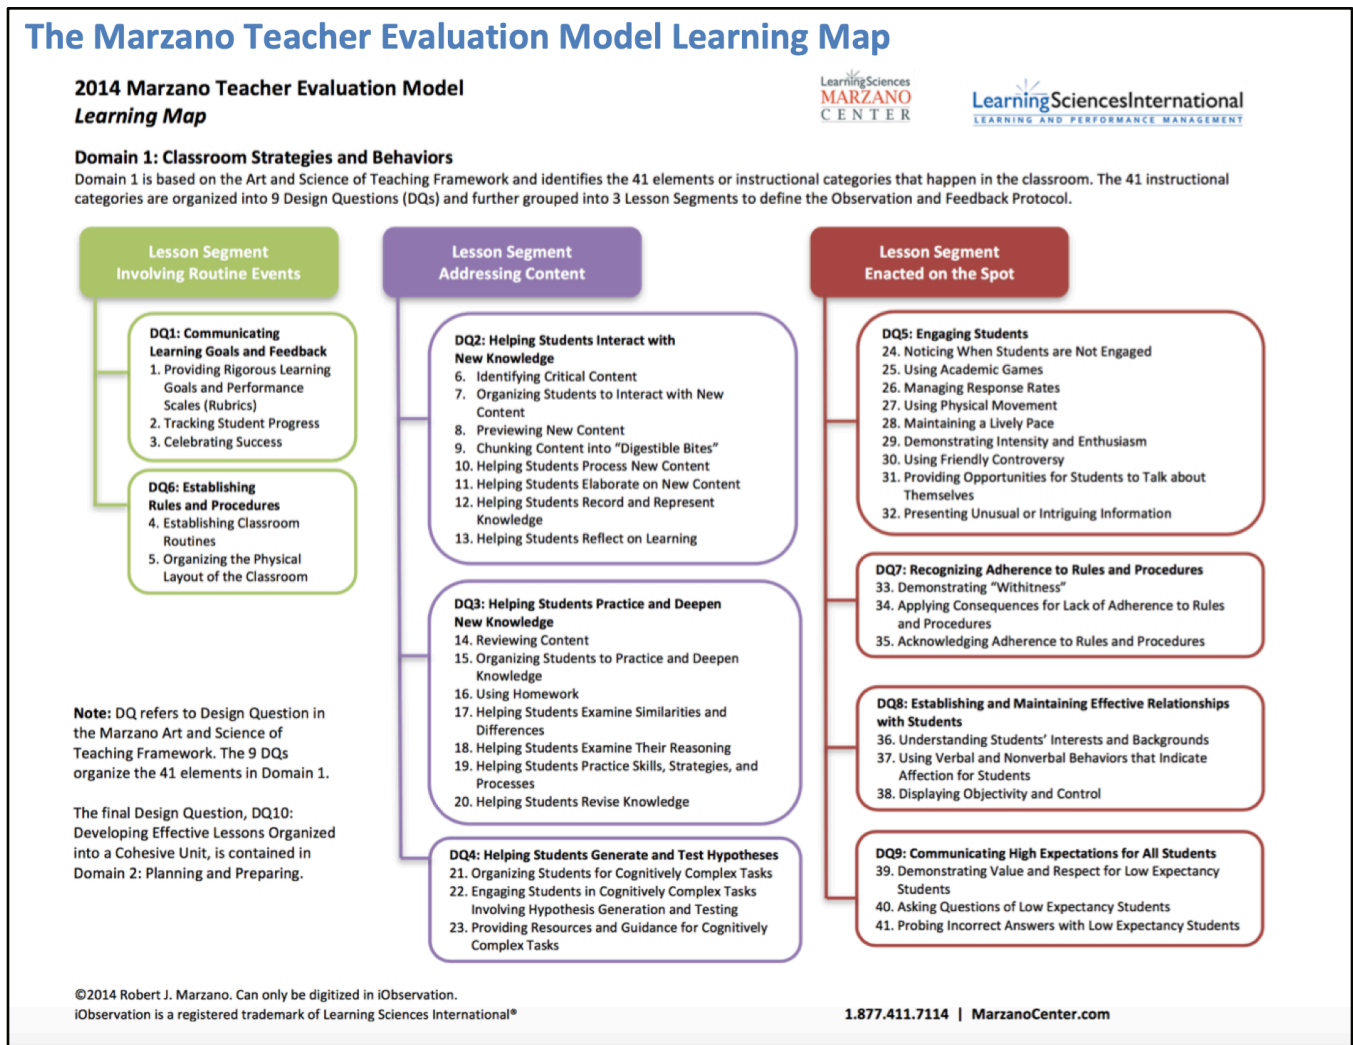 The Marzano Teacher Evaluation Model Learning Map
2014 Marzano Teacher Evaluation Model
Learning Map
LearningSciences
MARZANO
CENTER
LearningSciencesInternational
LEARNING AND PERFORMANCE MANAGEMENT
Domain 1: Classroom Strategies and Behaviors
Domain 1 is based on the Art and Science of Teaching Framework and identifies the 41 elements or instructional categories that happen in the classroom. The 41 instructional
categories are organized into 9 Design Questions (DQs) and further grouped into 3 Lesson Segments to define the Observation and Feedback Protocol.
Lesson Segment
Involving Routine Events
DQ1: Communicating
Learning Goals and Feedback
1. Providing Rigorous Learning
Goals and Performance
Scales (Rubrics)
2. Tracking Student Progress
3. Celebrating Success
DQ6: Establishing
Rules and Procedures
4. Establishing Classroom
Routines
5. Organizing the Physical
Layout of the Classroom
Note: DQ refers to Design Question in
the Marzano Art and Science of
Teaching Framework. The 9 DQs
organize the 41 elements in Domain 1.
The final Design Question, DQ10:
Developing Effective Lessons Organized
into a Cohesive Unit, is contained in
Domain 2: Planning and Preparing.
Lesson Segment
Addressing Content
DQ2: Helping Students Interact with
New Knowledge
6. Identifying Critical Content
7. Organizing Students to Interact with New
Content
8. Previewing New Content
9. Chunking Content into “Digestible Bites”
10. Helping Students Process New Content
11. Helping Students Elaborate on New Content
12. Helping Students Record and Represent
Knowledge
13. Helping Students Reflect on Learning
DQ3: Helping Students Practice and Deepen
New Knowledge
14. Reviewing Content
15. Organizing Students to Practice and Deepen
Knowledge
16. Using Homework
17. Helping Students Examine Similarities and
Differences
18. Helping Students Examine Their Reasoning
19. Helping Students Practice Skills, Strategies, and
Processes
20. Helping Students Revise Knowledge
DQ4: Helping Students Generate and Test Hypotheses
21. Organizing Students for Cognitively Complex Tasks
22. Engaging Students in Cognitively Complex Tasks
Involving Hypothesis Generation and Testing
23. Providing Resources and Guidance for Cognitively
Complex Tasks
Lesson Segment
Enacted on the Spot
DQ5: Engaging Students
24. Noticing When Students are Not Engaged
25. Using Academic Games
26. Managing Response Rates
27. Using Physical Movement
28. Maintaining a Lively Pace
29. Demonstrating Intensity and Enthusiasm
30. Using Friendly Controversy
31. Providing Opportunities for Students to Talk about
Themselves
32. Presenting Unusual or Intriguing Information
DQ7: Recognizing Adherence to Rules and Procedures
33. Demonstrating “Withitness”
34. Applying Consequences for Lack of Adherence to Rules
and Procedures
35. Acknowledging Adherence to Rules and Procedures
DQ8: Establishing and Maintaining Effective Relationships
with Students
36. Understanding Students’ Interests and Backgrounds
37. Using Verbal and Nonverbal Behaviors that Indicate
Affection for Students
38. Displaying Objectivity and Control
DQ9: Communicating High Expectations for All Students
39. Demonstrating Value and Respect for Low Expectancy
Students
40. Asking Questions of Low Expectancy Students
41. Probing Incorrect Answers with Low Expectancy Students
©2014 Robert J. Marzano. Can only be digitized in iObservation.
iObservation is a registered trademark of Learning Sciences International®
1.877.411.7114 | MarzanoCenter.com